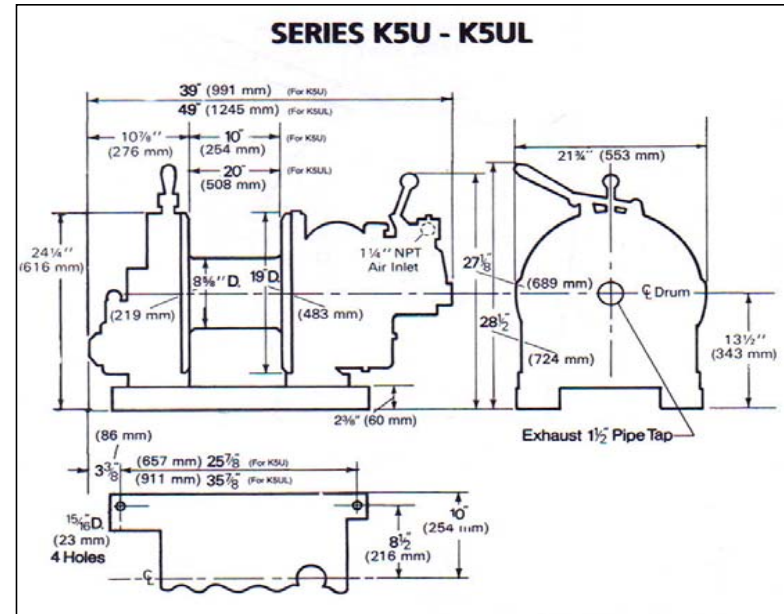 SERIES K5U - K5UL
39" (991 mm) (For K5U)
49" (1245 mm) (For K5UL)
10⅞" 10" (For K5U)
(276 mm) (254 mm)
20" (For K5UL)
(508 mm)
21¾" (553 mm)
24¼"
(616 mm)
1¼" NPT
Air Inlet
27⅛
(689 mm)
8⅝" D.
19" D.
(219 mm)
(483 mm)
℄ Drum
28½"
(724 mm)
13½"
(343 mm)
2⅜" (60 mm)
Exhaust 1½" Pipe Tap
(86 mm)
3⅜"
(657 mm) 25⅞" (For K5U)
(911 mm) 35⅞" (For K5UL)
15/16" D.
(23 mm)
4 Holes
8½"
(216 mm)
10"
(254 mm)
℄